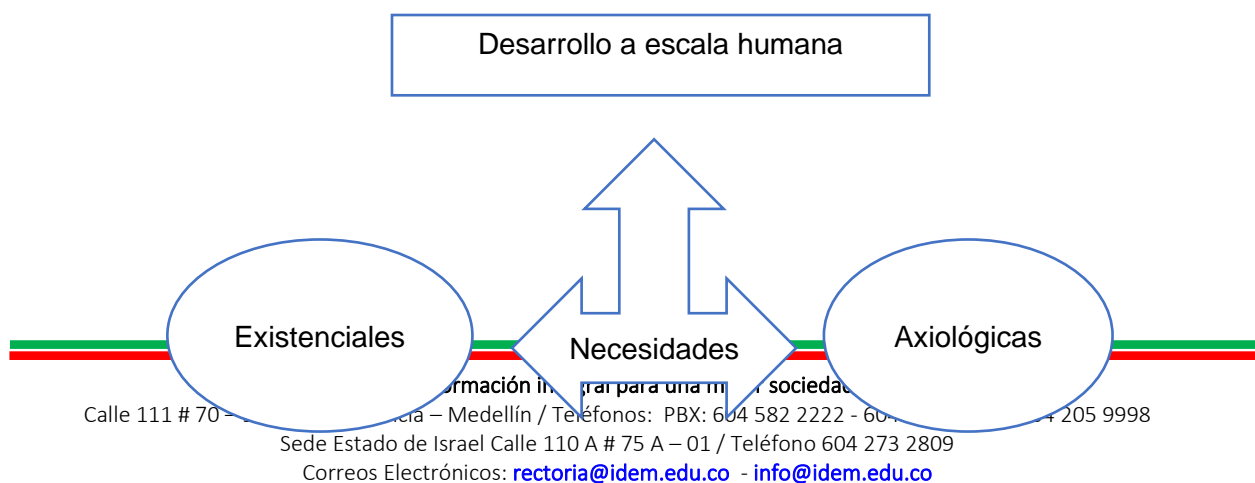 Desarrollo a escala humana
Existenciales
Necesidades
Axiológicas
para una
Calle 111 # 70 – – Medellín / Teléfonos: PBX: 604 582 2222 - 205 9998
Sede Estado de Israel Calle 110 A # 75 A – 01 / Teléfono 604 273 2809
Correos Electrónicos: rectoria@idem.edu.co - info@idem.edu.co